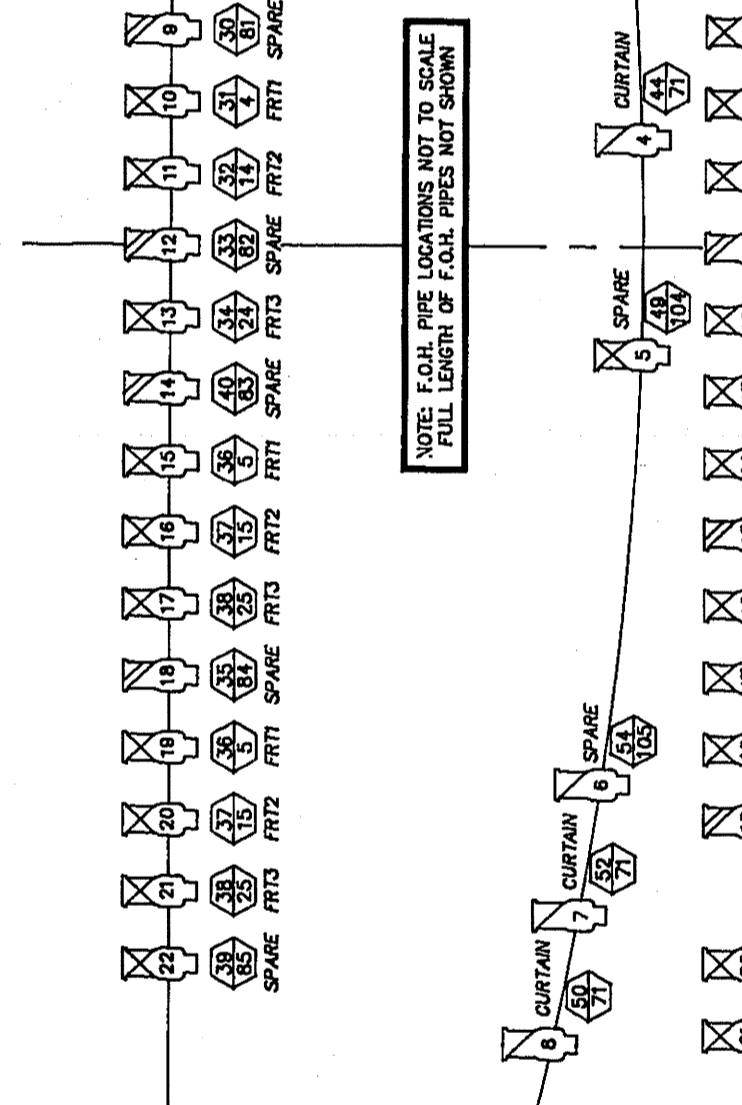 9
30
81
SPARE
10
31
4
FRT1
11
32
14
FRT2
12
33
82
SPARE
13
34
24
FRT3
14
40
83
SPARE
15
36
5
FRT1
16
37
15
FRT2
17
38
25
FRT3
18
35
84
SPARE
19
36
5
FRT1
20
37
15
FRT2
21
38
25
FRT3
22
39
85
SPARE
NOTE: F.O.H. PIPE LOCATIONS NOT TO SCALE
FULL LENGTH OF F.O.H. PIPES NOT SHOWN
CURTAIN
44
71
4
SPARE
49
104
5
SPARE
54
105
6
CURTAIN
52
71
7
CURTAIN
50
71
8